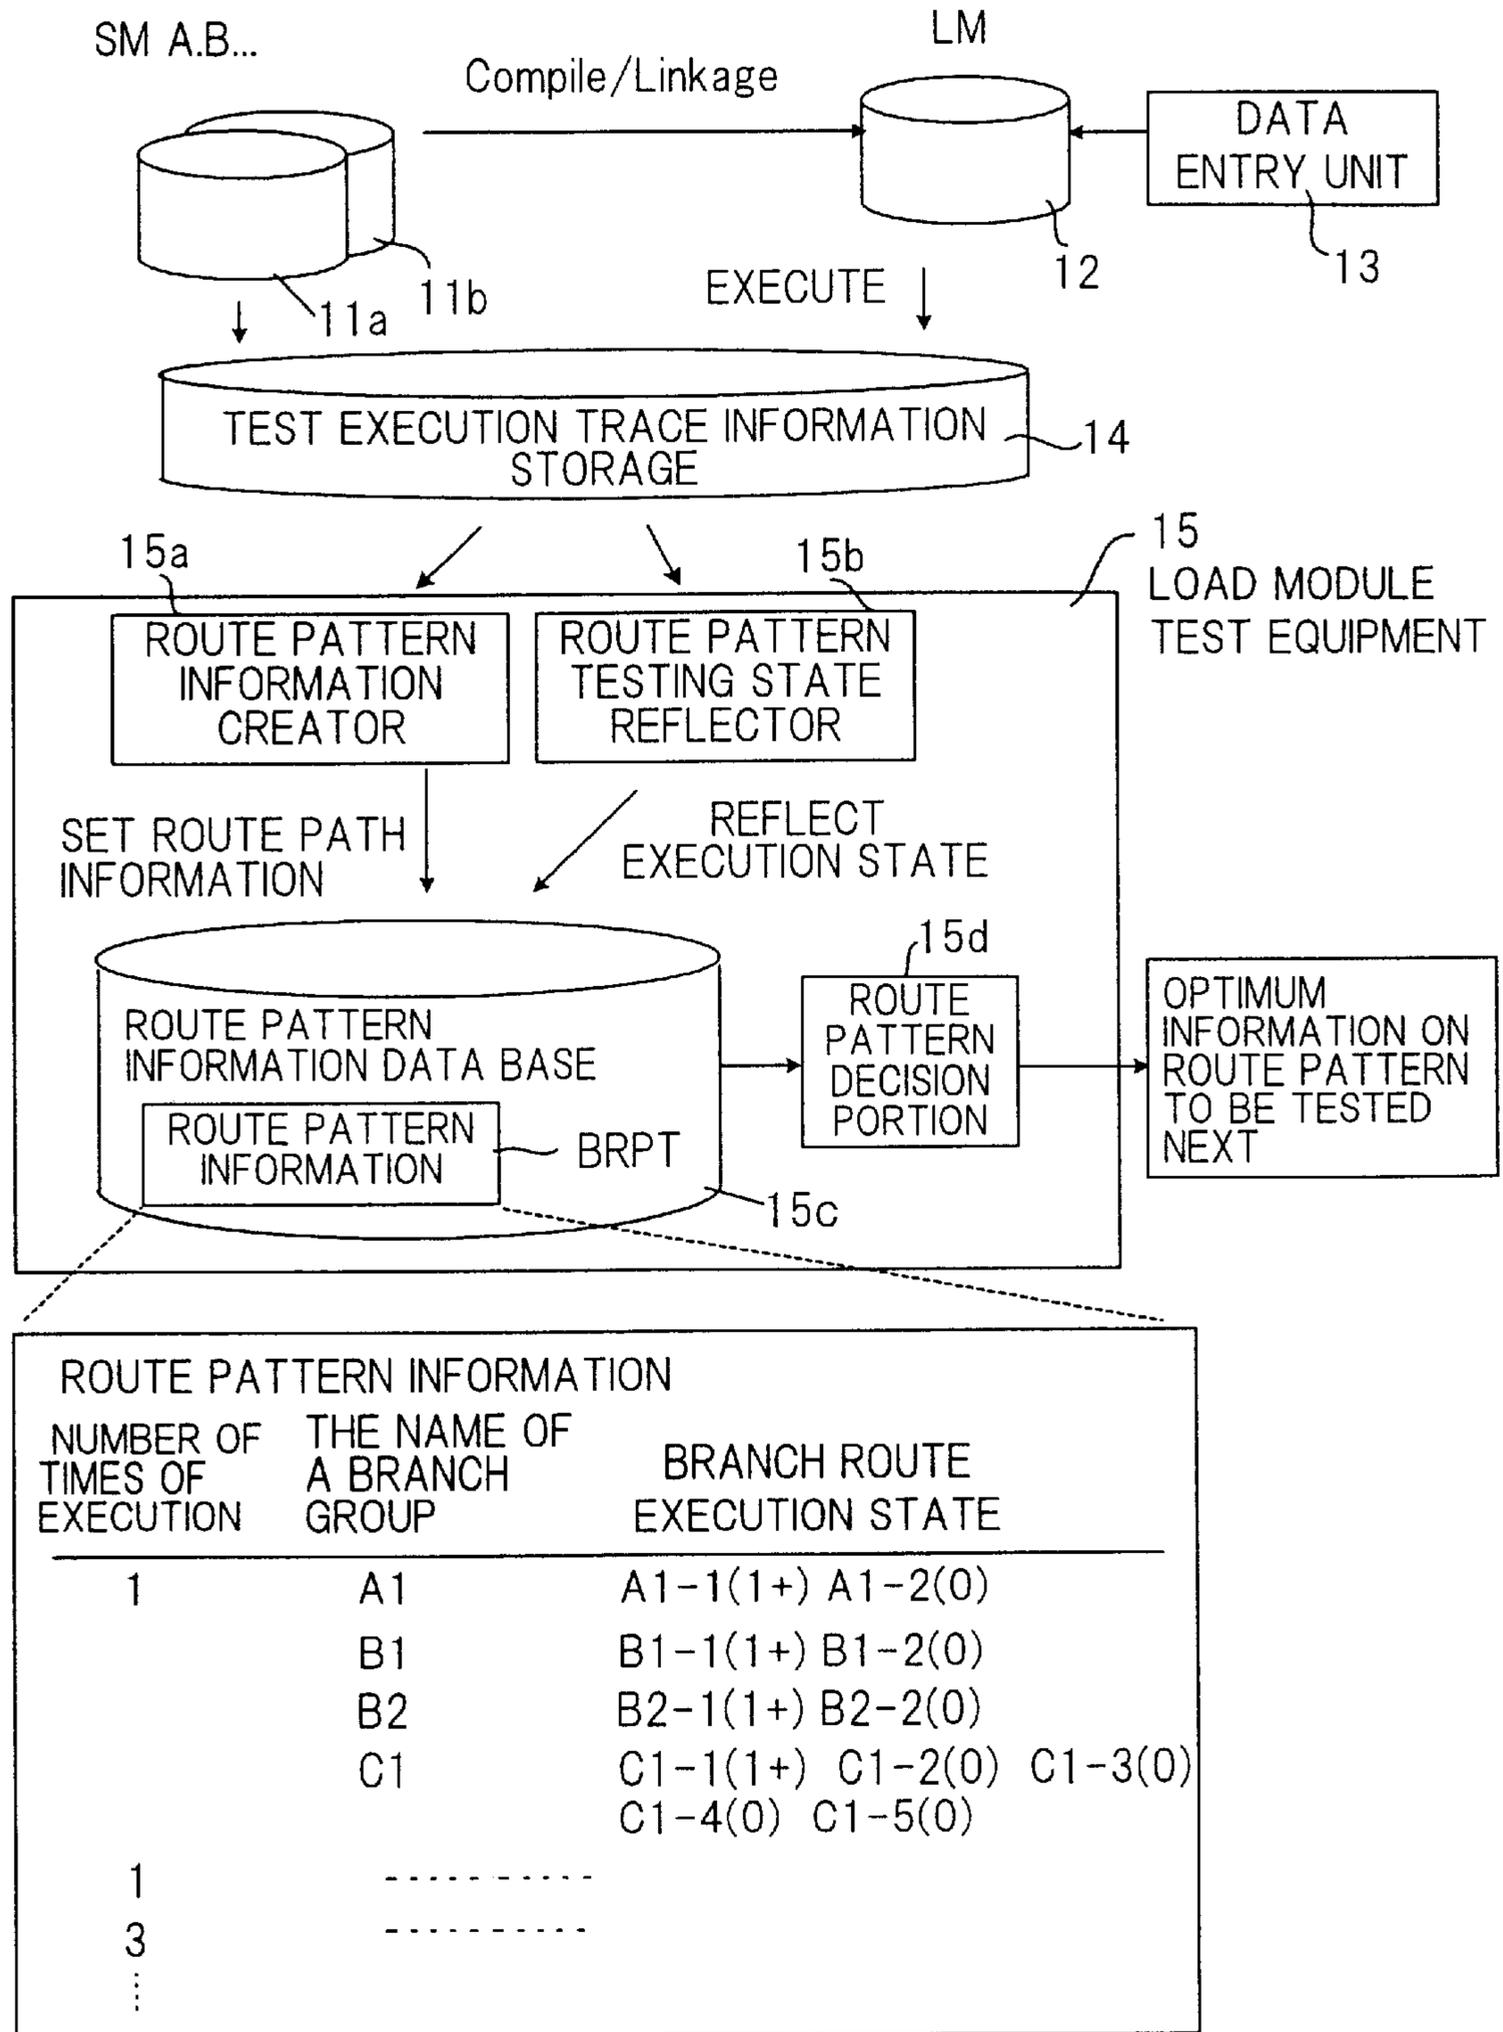 SM A.B...
LM
Compile/Linkage
DATA
ENTRY UNIT
11a
11b
12
13
EXECUTE
TEST EXECUTION TRACE INFORMATION
STORAGE
14
15a
15b
15
LOAD MODULE
TEST EQUIPMENT
ROUTE PATTERN
INFORMATION
CREATOR
ROUTE PATTERN
TESTING STATE
REFLECTOR
SET ROUTE PATH
INFORMATION
REFLECT
EXECUTION STATE
15d
ROUTE PATTERN
INFORMATION DATA BASE
ROUTE PATTERN
INFORMATION
BRPT
15c
ROUTE
PATTERN
DECISION
PORTION
OPTIMUM
INFORMATION ON
ROUTE PATTERN
TO BE TESTED
NEXT
ROUTE PATTERN INFORMATION
NUMBER OF
TIMES OF
EXECUTION
THE NAME OF
A BRANCH
GROUP
BRANCH ROUTE
EXECUTION STATE
1 A1 A1-1(1+) A1-2(0)
B1 B1-1(1+) B1-2(0)
B2 B2-1(1+) B2-2(0)
C1 C1-1(1+) C1-2(0) C1-3(0)
C1-4(0) C1-5(0)
1 ----------
3 ----------